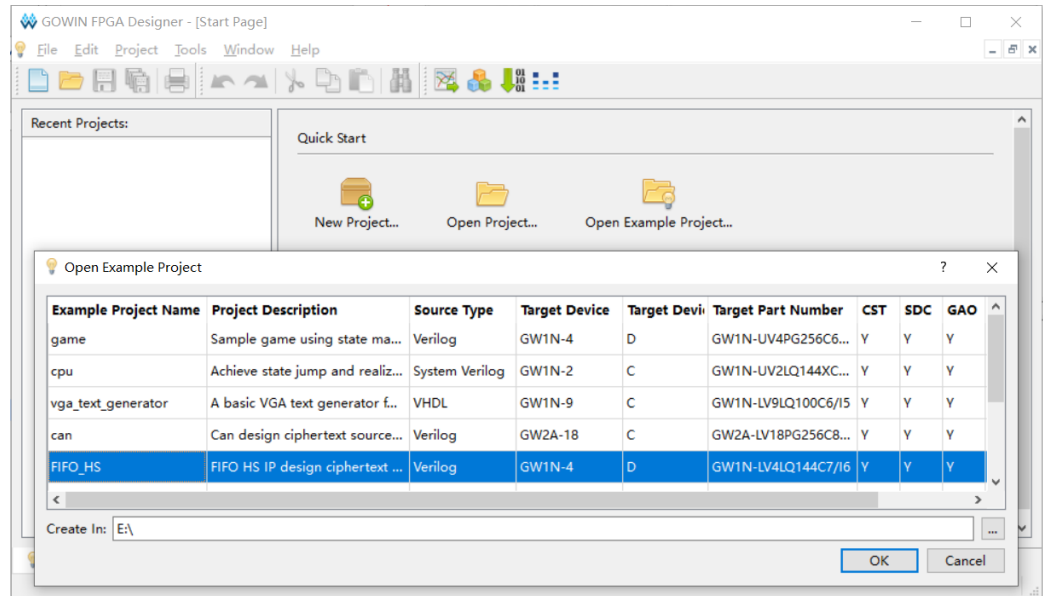 GOWIN FPGA Designer - [Start Page]
File Edit Project Tools Window Help
01
10
01
Recent Projects:
Quick Start
New Project... Open Project... Open Example Project...
Open Example Project ?
Example Project Name Project Description Source Type Target Device Target Devi Target Part Number CST SDC GAO
game Sample game using state ma... Verilog GW1N-4 D GW1N-UV4PG256C6... Y Y Y
cpu Achieve state jump and realiz... System Verilog GW1N-2 C GW1N-UV2LQ144XC... Y Y Y
vga_text_generator A basic VGA text generator f... VHDL GW1N-9 C GW1N-LV9LQ100C6/I5 Y Y Y
can Can design ciphertext source... Verilog GW2A-18 C GW2A-LV18PG256C8... Y Y Y
FIFO_HS FIFO HS IP design ciphertext ... Verilog GW1N-4 D GW1N-LV4LQ144C7/I6 Y Y Y
Create In: E:\ ...
OK Cancel